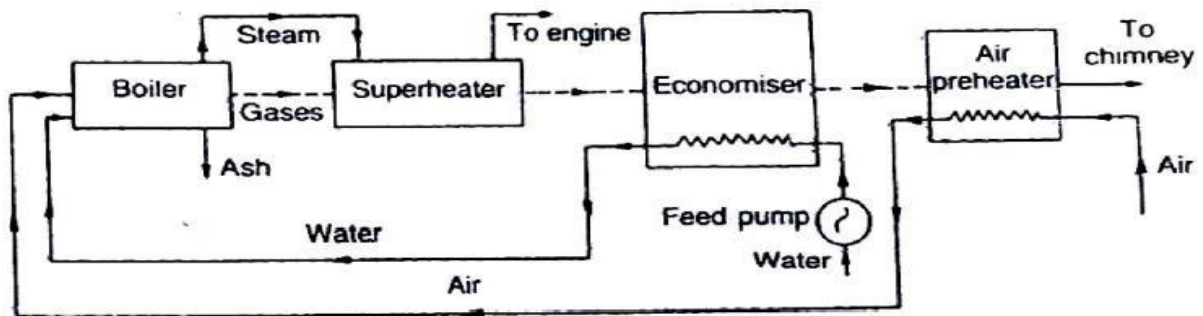 Steam
To engine
To
chimney
Boiler
Gases
Superheater
Economiser
Air
preheater
Ash
Air
Feed pump
Water
Water
Air